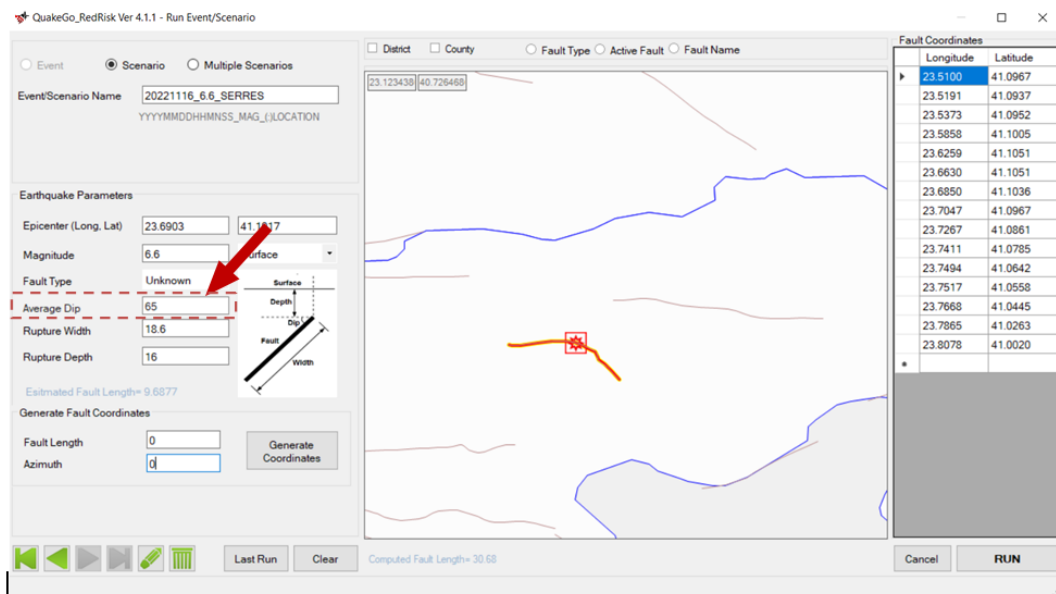 QuakeGo_RedRisk Ver 4.1.1 - Run Event/Scenario
Event Scenario Multiple Scenarios
Event/Scenario Name 20221116_6.6_SERRES
YYYYMMDDHHMNSS_MAG_(:)LOCATION
Earthquake Parameters
Epicenter (Long, Lat) 23.6903
Magnitude 6.6
Fault Type Unknown
Average Dip 65
Rupture Width 18.6
Rupture Depth 16
Surface
Depth
Dip
Fault
Width
Esitmated Fault Length= 9.6877
Generate Fault Coordinates
Fault Length 0
Azimuth 0
Generate
Coordinates
Last Run Clear
District County Fault Type Active Fault Fault Name
23.123438 40.726468
Computed Fault Length= 30.68
Fault Coordinates
Longitude Latitude
23.5100 41.0967
23.5191 41.0937
23.5373 41.0952
23.5858 41.1005
23.6259 41.1051
23.6630 41.1051
23.6850 41.1036
23.7047 41.0967
23.7267 41.0861
23.7411 41.0785
23.7494 41.0642
23.7517 41.0558
23.7668 41.0445
23.7865 41.0263
23.8078 41.0020
Cancel RUN